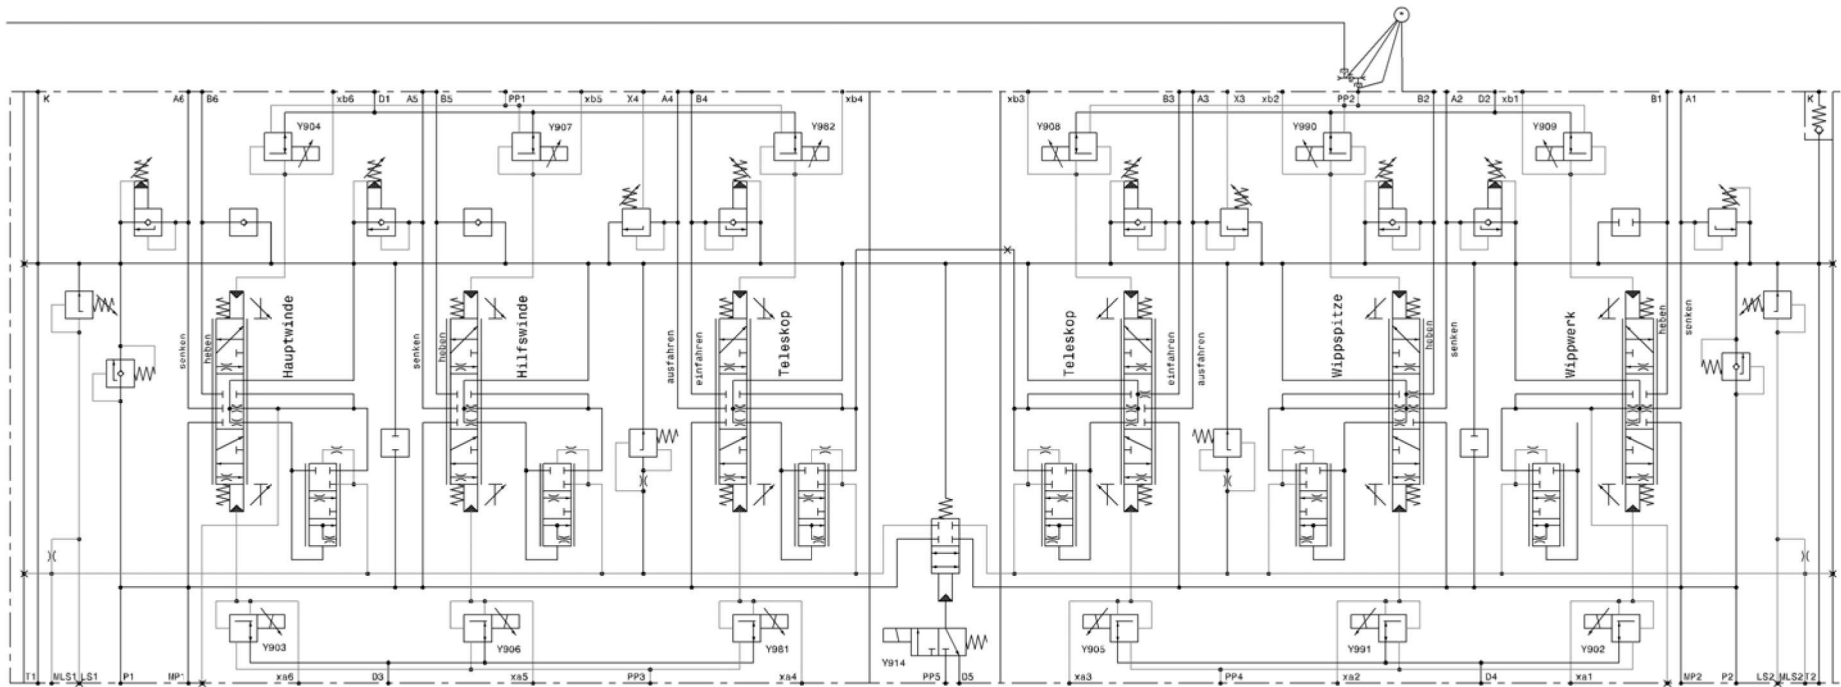 K
A6
B6
xb6
D1
A5
B5
PP1
xb5
X4
A4
B4
xb4
xb3
B3
A3
X3
xb2
PP2
B2
A2
D2
xb1
B1
A1
K
Y904
Y907
Y982
Y908
Y990
Y909
senken
heben
Hauptwinde
senken
heben
Hilfswinde
ausfahren
einfahren
Teleskop
Teleskop
einfahren
ausfahren
Wippspitze
heben
senken
Wippwerk
heben
senken
Y903
Y906
Y981
Y914
Y905
Y991
Y902
T1
MLS1
LS1
P1
MP1
xa6
D3
xa5
PP3
xa4
PP5
D5
xa3
PP4
xa2
D4
xa1
MP2
P2
LS2
MLS2
T2